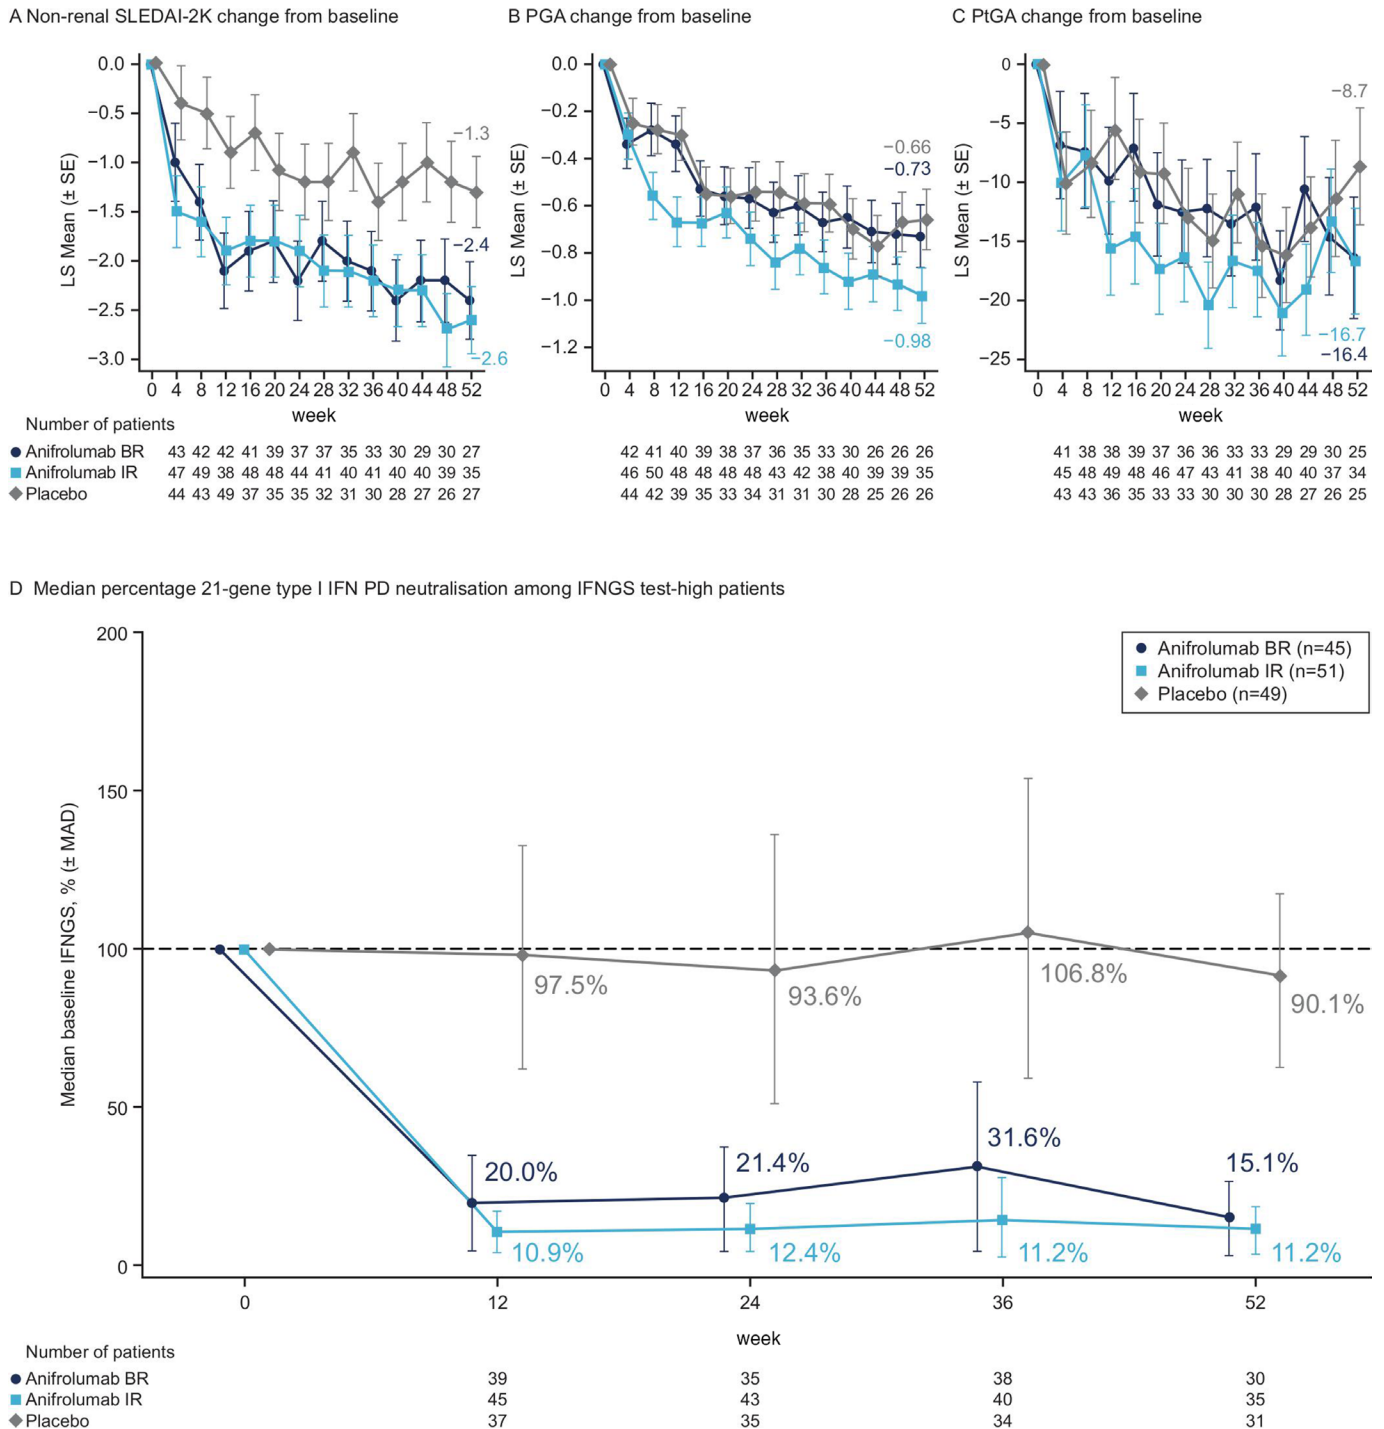 A Non-renal SLEDAI-2K change from baseline
B PGA change from baseline
C PtGA change from baseline
LS Mean (± SE)
0.0
−0.5
−1.0
−1.5
−2.0
−2.5
−3.0
−1.3
−2.4
−2.6
0 4 8 12 16 20 24 28 32 36 40 44 48 52
week
LS Mean (± SE)
0.0
−0.2
−0.4
−0.6
−0.8
−1.0
−1.2
−0.66
−0.73
−0.98
0 4 8 12 16 20 24 28 32 36 40 44 48 52
week
LS Mean (± SE)
0
−5
−10
−15
−20
−25
−8.7
−16.7
−16.4
0 4 8 12 16 20 24 28 32 36 40 44 48 52
week
Number of patients
Anifrolumab BR 43 42 42 41 39 37 37 35 33 30 29 30 27 42 41 40 39 38 37 36 35 33 30 26 26 26 41 38 38 39 37 36 36 33 33 29 29 30 25
Anifrolumab IR 47 49 38 48 48 44 41 40 41 40 40 39 35 46 50 48 48 48 48 43 42 38 40 39 39 35 45 48 49 48 46 47 43 41 38 40 40 37 34
Placebo 44 43 49 37 35 35 32 31 30 28 27 26 27 44 42 39 35 33 34 31 31 30 28 25 26 26 43 43 36 35 33 33 30 30 30 28 27 26 25
D Median percentage 21-gene type I IFN PD neutralisation among IFNGS test-high patients
Median baseline IFNGS, % (± MAD)
200
150
100
50
0
Anifrolumab BR (n=45)
Anifrolumab IR (n=51)
Placebo (n=49)
97.5%
93.6%
106.8%
90.1%
20.0%
21.4%
31.6%
15.1%
10.9%
12.4%
11.2%
11.2%
0 12 24 36 52
week
Number of patients
Anifrolumab BR 39 35 38 30
Anifrolumab IR 45 43 40 35
Placebo 37 35 34 31